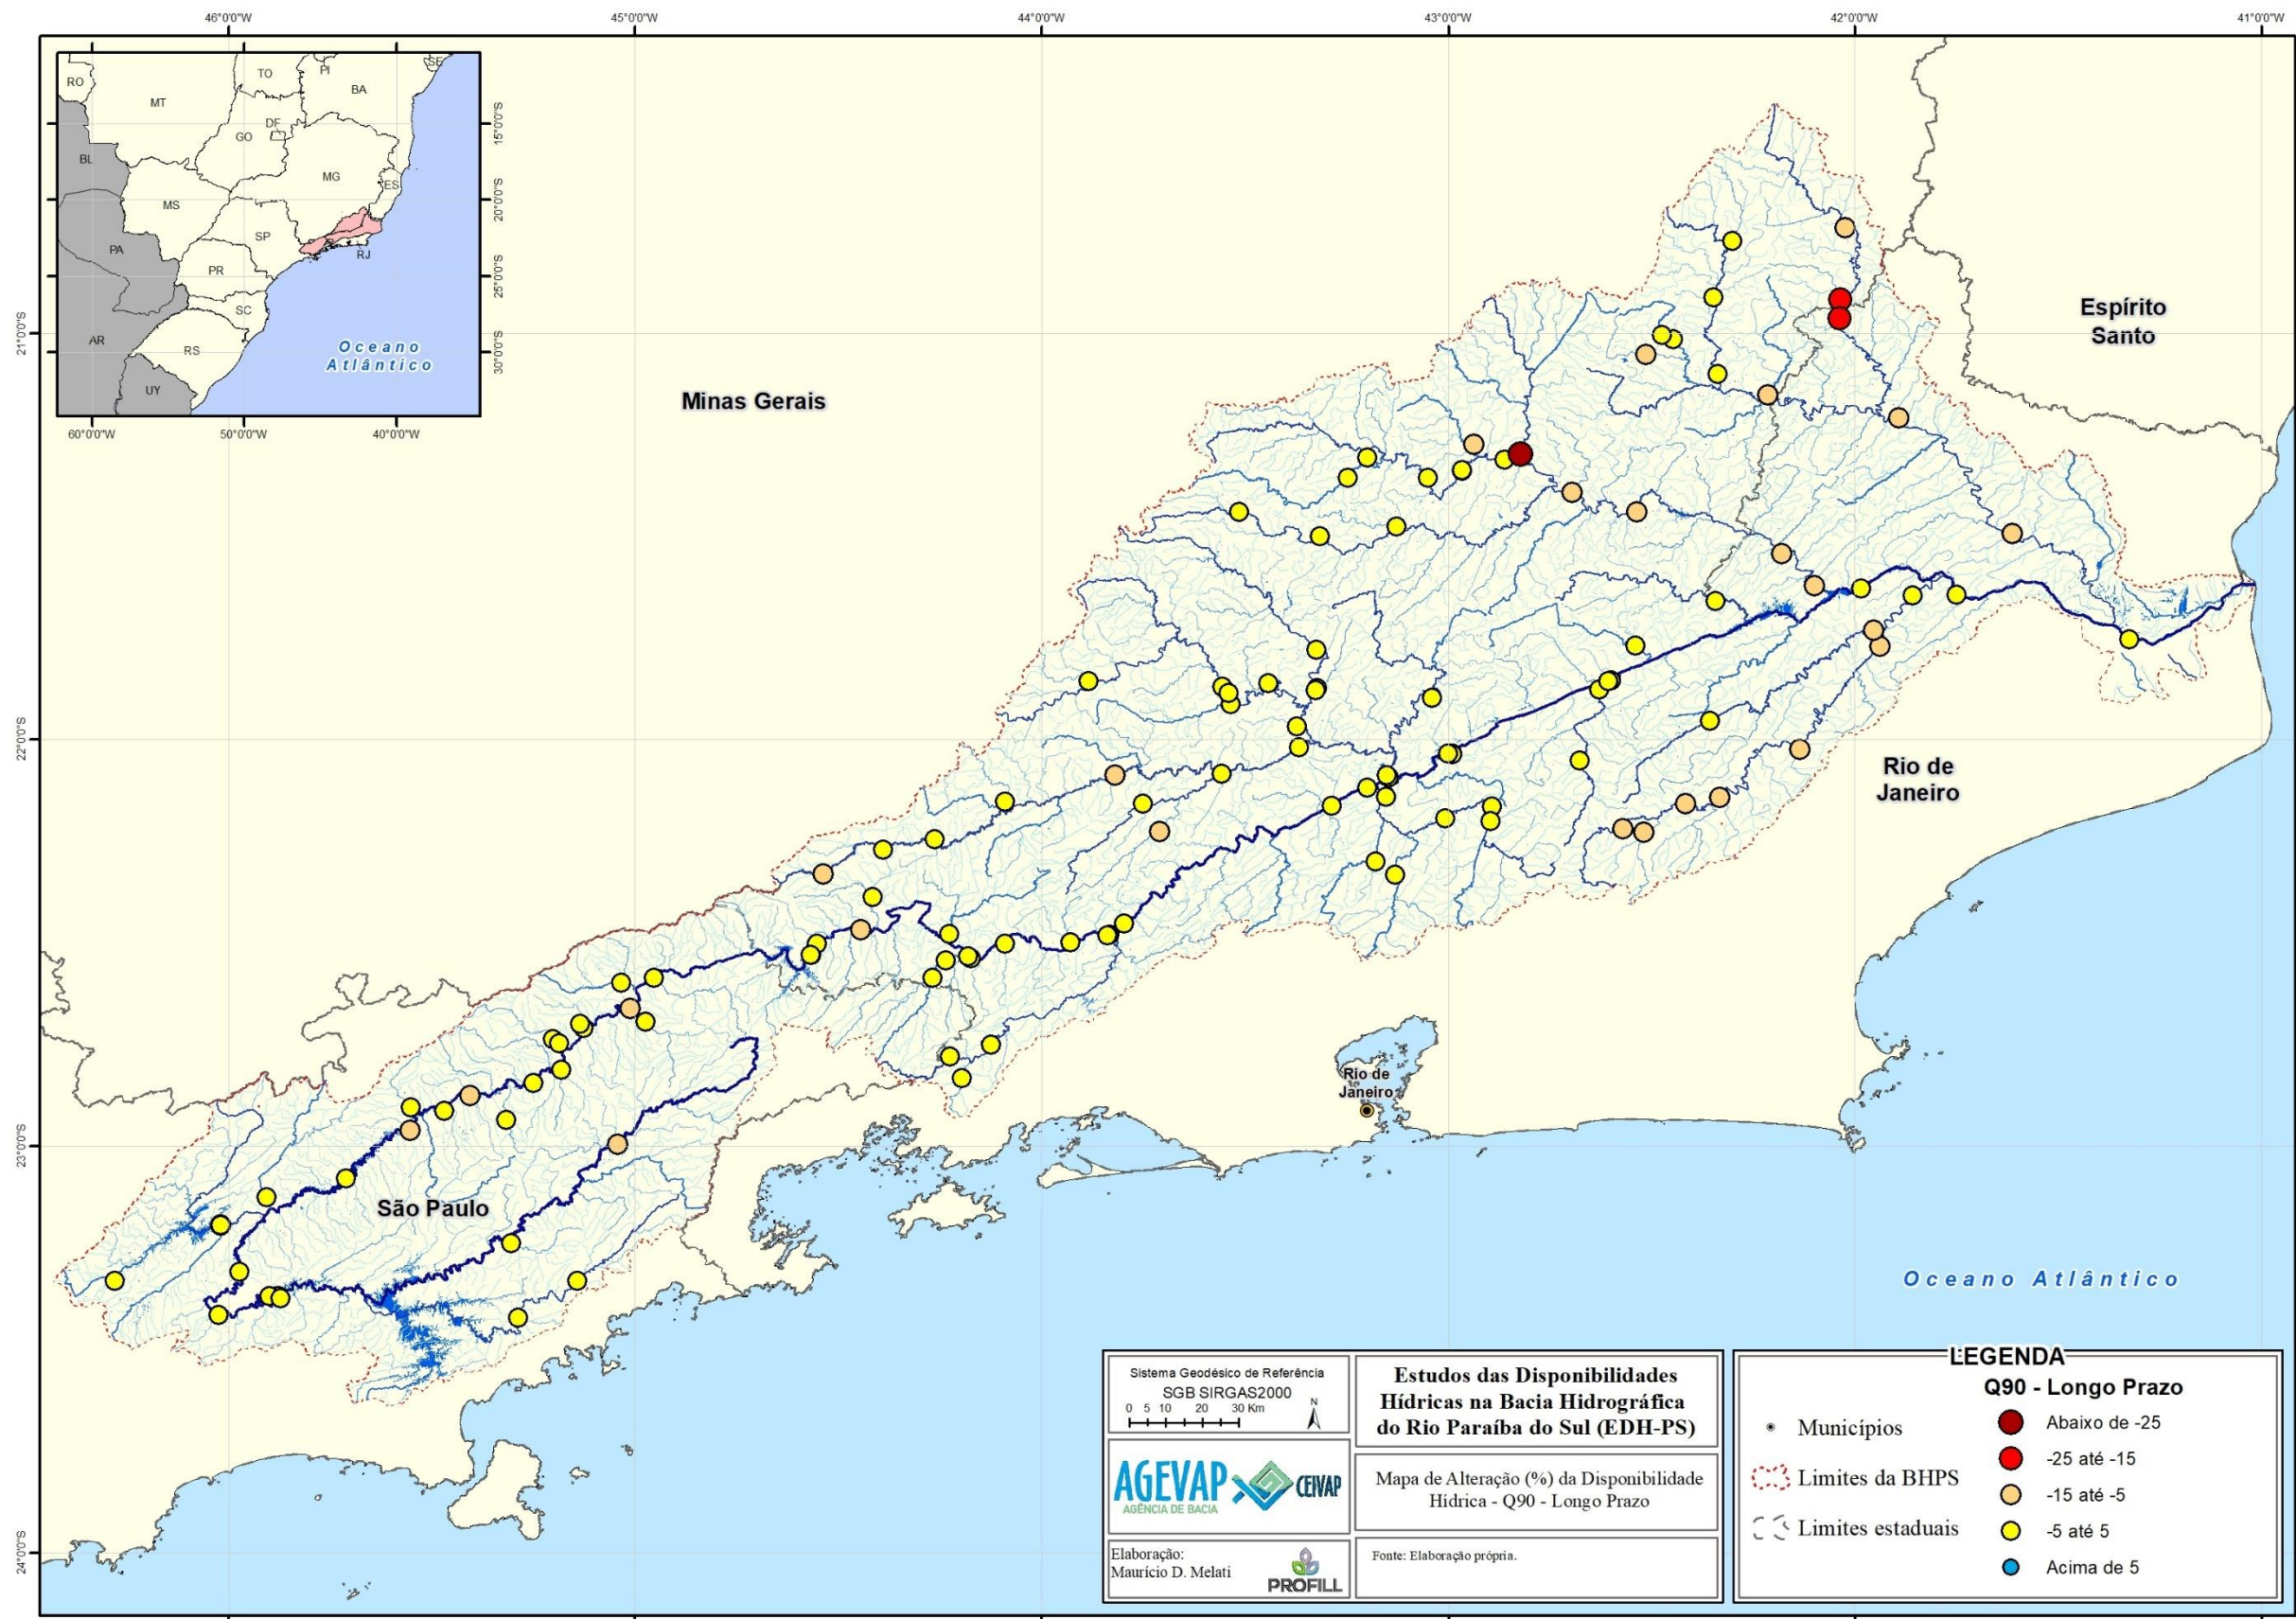 46°0'0"W
45°0'0"W
44°0'0"W
43°0'0"W
42°0'0"W
41°0'0"W
21°0'0"S
22°0'0"S
23°0'0"S
24°0'0"S
RO
MT
TO
PI
BA
SE
GO
DF
BL
MG
ES
MS
SP
RJ
PA
PR
SC
AR
RS
UY
Oceano
Atlântico
15°0'0"S
20°0'0"S
25°0'0"S
30°0'0"S
60°0'0"W
50°0'0"W
40°0'0"W
Minas Gerais
Espírito
Santo
Rio de
Janeiro
Rio de
Janeiro
São Paulo
Oceano Atlântico
Sistema Geodésico de Referência
SGB SIRGAS2000
0 5 10 20 30 Km
N
AGEVAP
AGÊNCIA DE BACIA
CEIVAP
Elaboração:
Maurício D. Melati
PROFILL
Estudos das Disponibilidades
Hídricas na Bacia Hidrográfica
do Rio Paraíba do Sul (EDH-PS)
Mapa de Alteração (%) da Disponibilidade
Hídrica - Q90 - Longo Prazo
Fonte: Elaboração própria.
LEGENDA
Municípios
Limites da BHPS
Limites estaduais
Q90 - Longo Prazo
Abaixo de -25
-25 até -15
-15 até -5
-5 até 5
Acima de 5